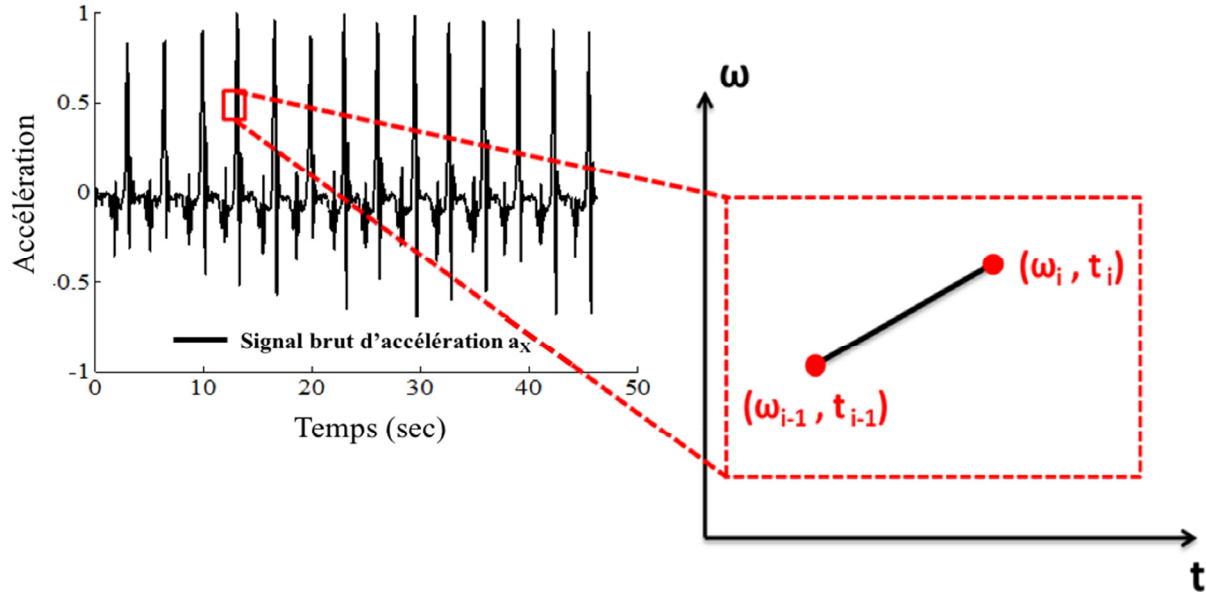 1
0.5
0
-0.5
-1
Accélération
0 10 20 30 40 50
Temps (sec)
Signal brut d'accélération aₓ
ω
(ωᵢ , tᵢ)
(ωᵢ₋₁ , tᵢ₋₁)
t